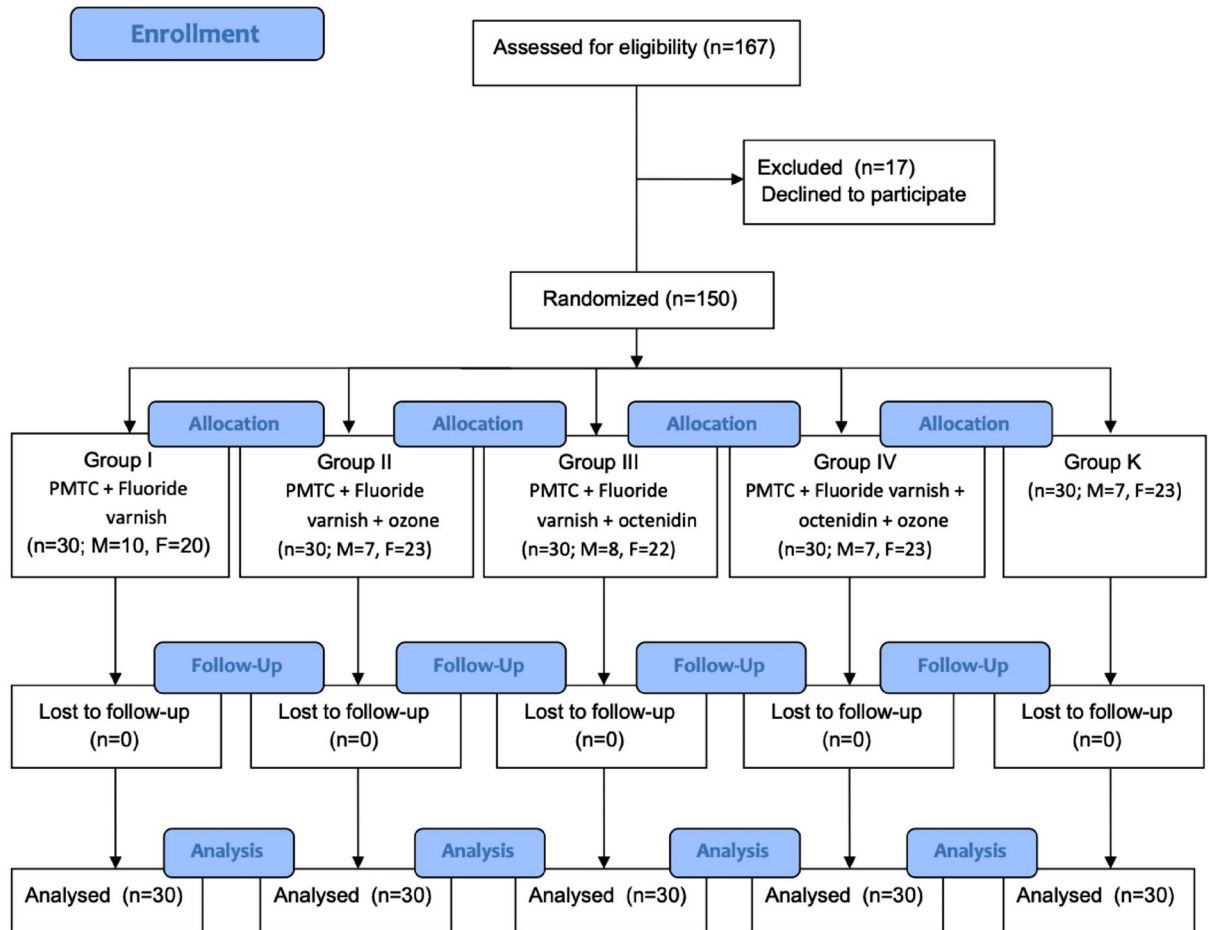 Enrollment
Assessed for eligibility (n=167)
Excluded (n=17)
Declined to participate
Randomized (n=150)
Allocation
Allocation
Allocation
Allocation
Group I
PMTC + Fluoride
varnish
(n=30; M=10, F=20)
Group II
PMTC + Fluoride
varnish + ozone
(n=30; M=7, F=23)
Group III
PMTC + Fluoride
varnish + octenidin
(n=30; M=8, F=22)
Group IV
PMTC + Fluoride varnish +
octenidin + ozone
(n=30; M=7, F=23)
Group K
(n=30; M=7, F=23)
Follow-Up
Follow-Up
Follow-Up
Follow-Up
Lost to follow-up
(n=0)
Lost to follow-up
(n=0)
Lost to follow-up
(n=0)
Lost to follow-up
(n=0)
Lost to follow-up
(n=0)
Analysis
Analysis
Analysis
Analysis
Analysed (n=30)
Analysed (n=30)
Analysed (n=30)
Analysed (n=30)
Analysed (n=30)